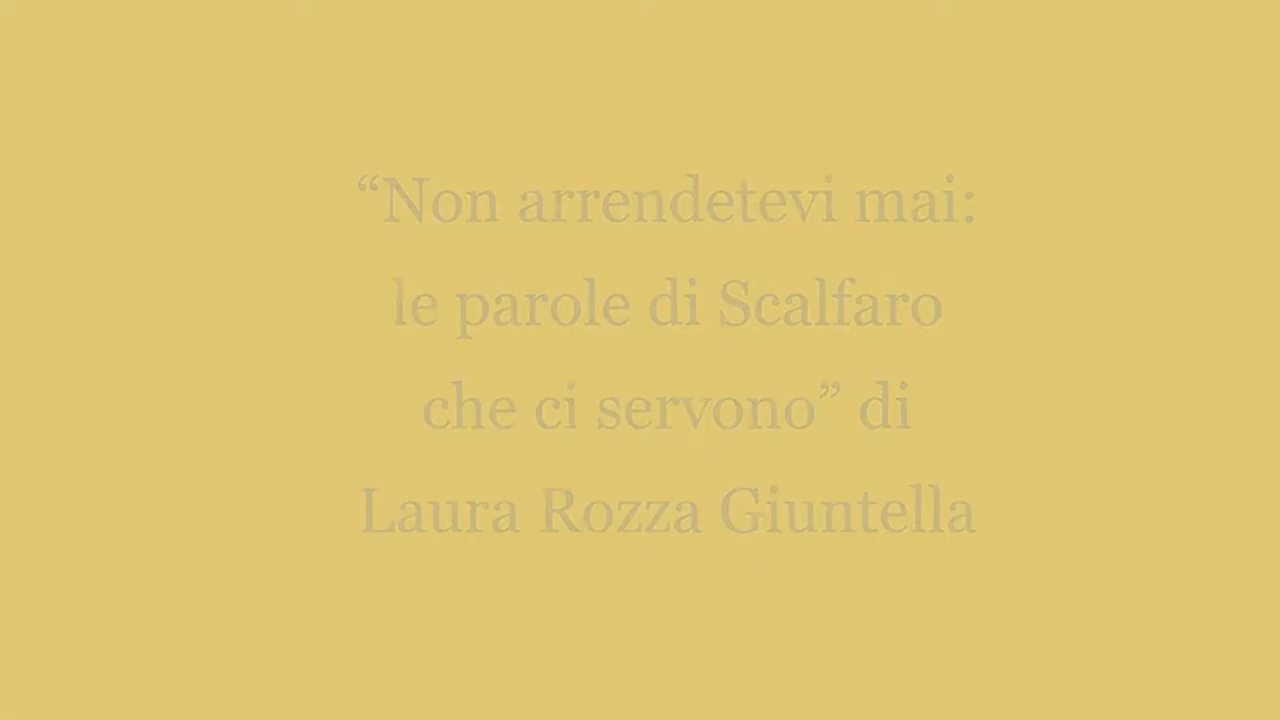 “Non arrendetevi mai:
le parole di Scalfaro
che ci servono” di
Laura Rozza Giuntella